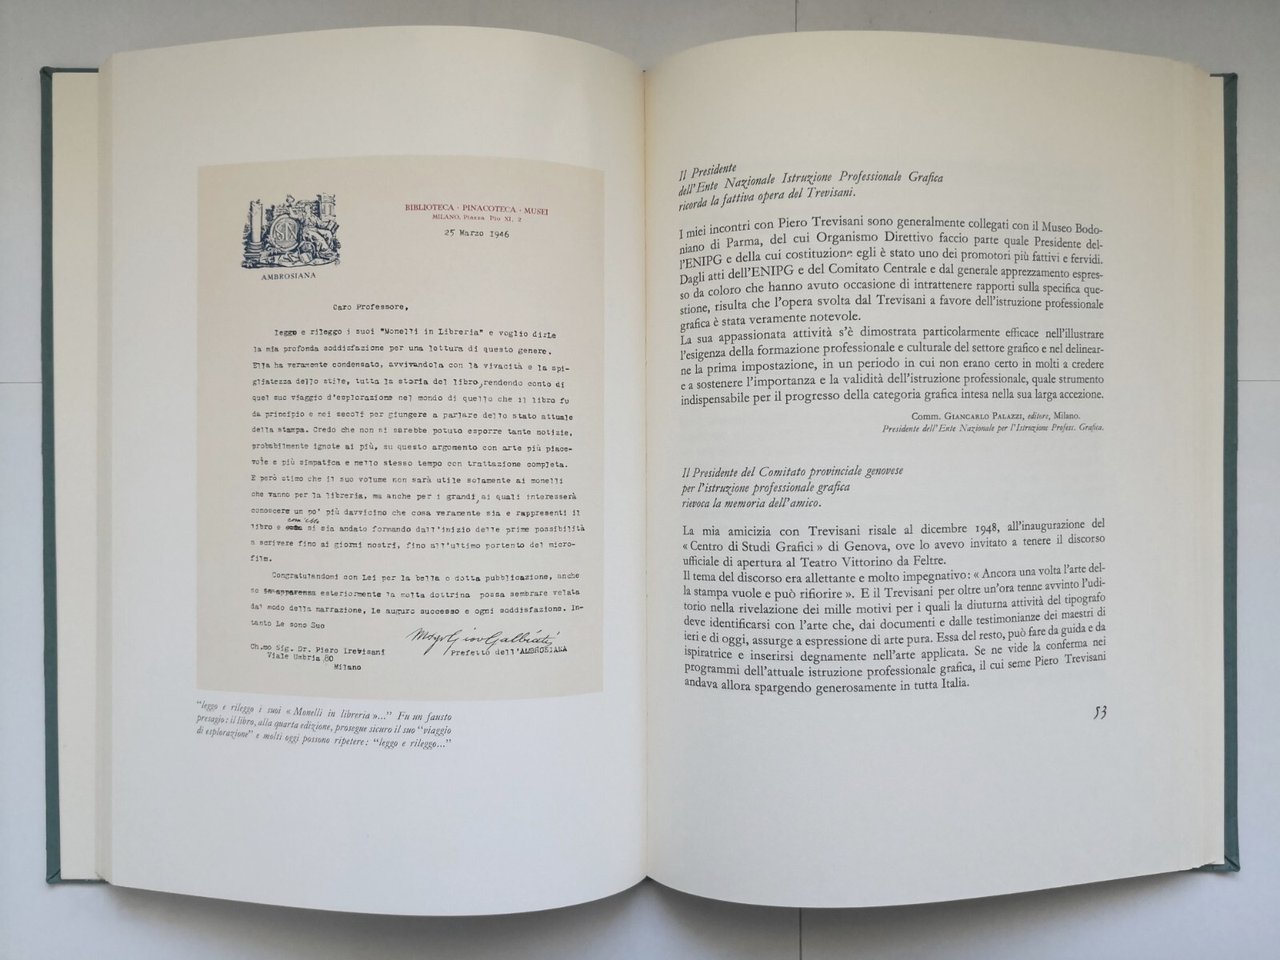 BIBLIOTECA · PINACOTECA · MUSEI
MILANO, Piazza Pio XI, 2
25 Marzo 1946
AMBROSIANA
Caro Professore,
leggo e rileggo i suoi "Monelli in Libreria" e voglio dirLe
la mia profonda soddisfazione per una lettura di questo genere.
Ella ha veramente condensato, avvivandola con la vivacità e la spi-
gliatezza dello stile, tutta la storia del libro, rendendo conto di
quel suo viaggio d'esplorazione nel mondo di quello che il libro fu
da principio e nei secoli per giungere a parlare dello stato attuale
della stampa. Credo che non si sarebbe potuto esporre tante notizie,
probabilmente ignote ai più, su questo argomento con arte più piace-
vole e più simpatica e nello stesso tempo con trattazione completa.
E però stimo che il suo volume non sarà utile solamente ai monelli
che vanno per la libreria, ma anche per i grandi, ai quali interesserà
conoscere un po' più davvicino che cosa veramente sia e rappresenti il
libro e com'esso si sia andato formando dall'inizio delle prime possibilità
a scrivere fino ai giorni nostri, fino all'ultimo portento del micro-
film.
Congratulandomi con Lei per la bella e dotta pubblicazione, anche
se in apparenza esteriormente la molta dottrina possa sembrare velata
dal modo della narrazione, Le auguro successo e ogni soddisfazione. In-
tanto Le sono Suo
Mons Giov Galbiati
Prefetto dell'AMBROSIANA
Ch.mo Sig. Dr. Piero Trevisani
Viale Umbria 80
Milano
"leggo e rileggo i suoi « Monelli in libreria »..." Fu un fausto
presagio: il libro, alla quarta edizione, prosegue sicuro il suo "viaggio
di esplorazione" e molti oggi possono ripetere: "leggo e rileggo..."
Il Presidente
dell'Ente Nazionale Istruzione Professionale Grafica
ricorda la fattiva opera del Trevisani.
I miei incontri con Piero Trevisani sono generalmente collegati con il Museo Bodo-
niano di Parma, del cui Organismo Direttivo faccio parte quale Presidente del-
l'ENIPG e della cui costituzione egli è stato uno dei promotori più fattivi e fervidi.
Dagli atti dell'ENIPG e del Comitato Centrale e dal generale apprezzamento espres-
so da coloro che hanno avuto occasione di intrattenere rapporti sulla specifica que-
stione, risulta che l'opera svolta dal Trevisani a favore dell'istruzione professionale
grafica è stata veramente notevole.
La sua appassionata attività s'è dimostrata particolarmente efficace nell'illustrare
l'esigenza della formazione professionale e culturale del settore grafico e nel delinear-
ne la prima impostazione, in un periodo in cui non erano certo in molti a credere
e a sostenere l'importanza e la validità dell'istruzione professionale, quale strumento
indispensabile per il progresso della categoria grafica intesa nella sua larga accezione.
Comm. GIANCARLO PALAZZI, editore, Milano.
Presidente dell'Ente Nazionale per l'Istruzione Profess. Grafica.
Il Presidente del Comitato provinciale genovese
per l'istruzione professionale grafica
rievoca la memoria dell'amico.
La mia amicizia con Trevisani risale al dicembre 1948, all'inaugurazione del
« Centro di Studi Grafici » di Genova, ove lo avevo invitato a tenere il discorso
ufficiale di apertura al Teatro Vittorino da Feltre.
Il tema del discorso era allettante e molto impegnativo: « Ancora una volta l'arte del-
la stampa vuole e può rifiorire ». E il Trevisani per oltre un'ora tenne avvinto l'udi-
torio nella rivelazione dei mille motivi per i quali la diuturna attività del tipografo
deve identificarsi con l'arte che, dai documenti e dalle testimonianze dei maestri di
ieri e di oggi, assurge a espressione di arte pura. Essa del resto, può fare da guida e da
ispiratrice e inserirsi degnamente nell'arte applicata. Se ne vide la conferma nei
programmi dell'attuale istruzione professionale grafica, il cui seme Piero Trevisani
andava allora spargendo generosamente in tutta Italia.
53